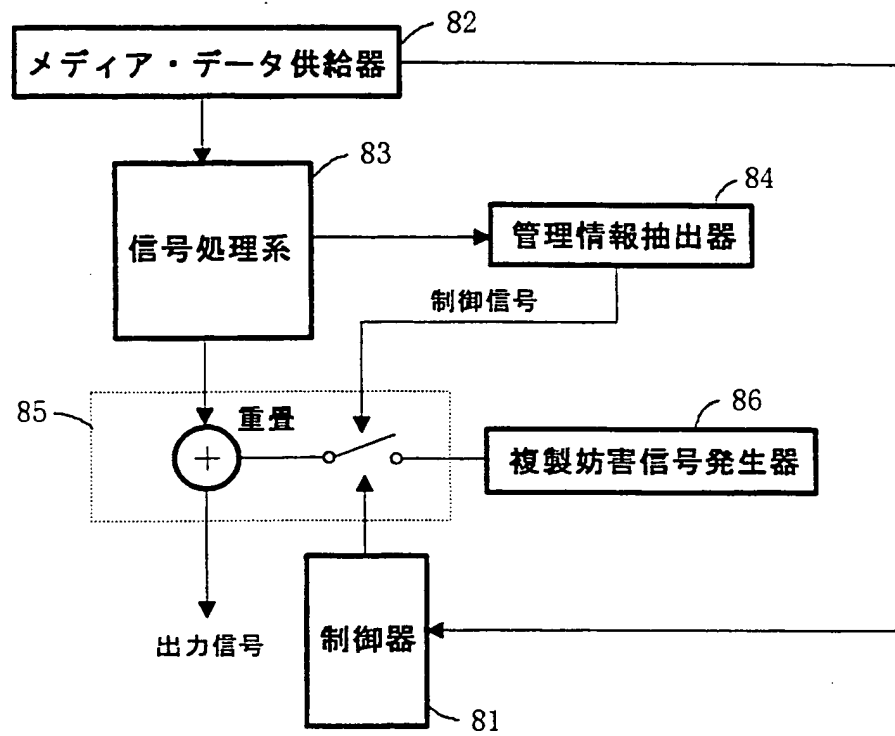 82
メディア・データ供給器
83
信号処理系
84
管理情報抽出器
制御信号
85
重畳
+
86
複製妨害信号発生器
出力信号
制御器
81